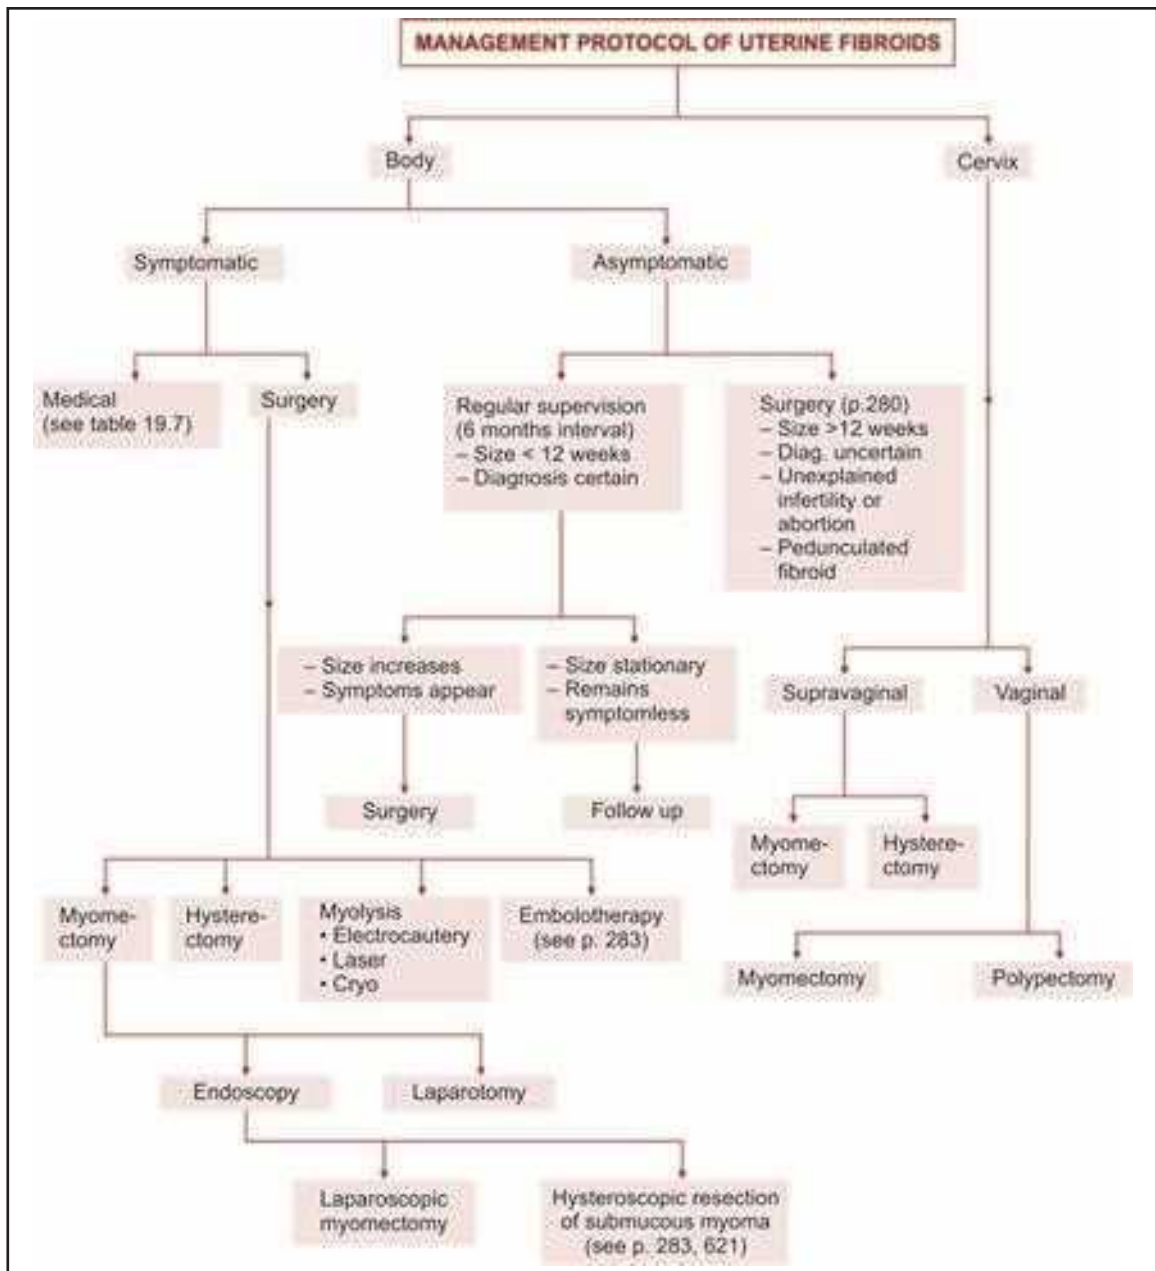 MANAGEMENT PROTOCOL OF UTERINE FIBROIDS
Body
Cervix
Symptomatic
Asymptomatic
Medical
(see table 19.7)
Surgery
Regular supervision
(6 months interval)
– Size < 12 weeks
– Diagnosis certain
Surgery (p.280)
– Size >12 weeks
– Diag. uncertain
– Unexplained
infertility or
abortion
– Pedunculated
fibroid
– Size increases
– Symptoms appear
– Size stationary
– Remains
symptomless
Supravaginal
Vaginal
Surgery
Follow up
Myome-
ctomy
Hystere-
ctomy
Myome-
ctomy
Hystere-
ctomy
Myolysis
• Electrocautery
• Laser
• Cryo
Embolotherapy
(see p. 283)
Myomectomy
Polypectomy
Endoscopy
Laparotomy
Laparoscopic
myomectomy
Hysteroscopic resection
of submucous myoma
(see p. 283, 621)